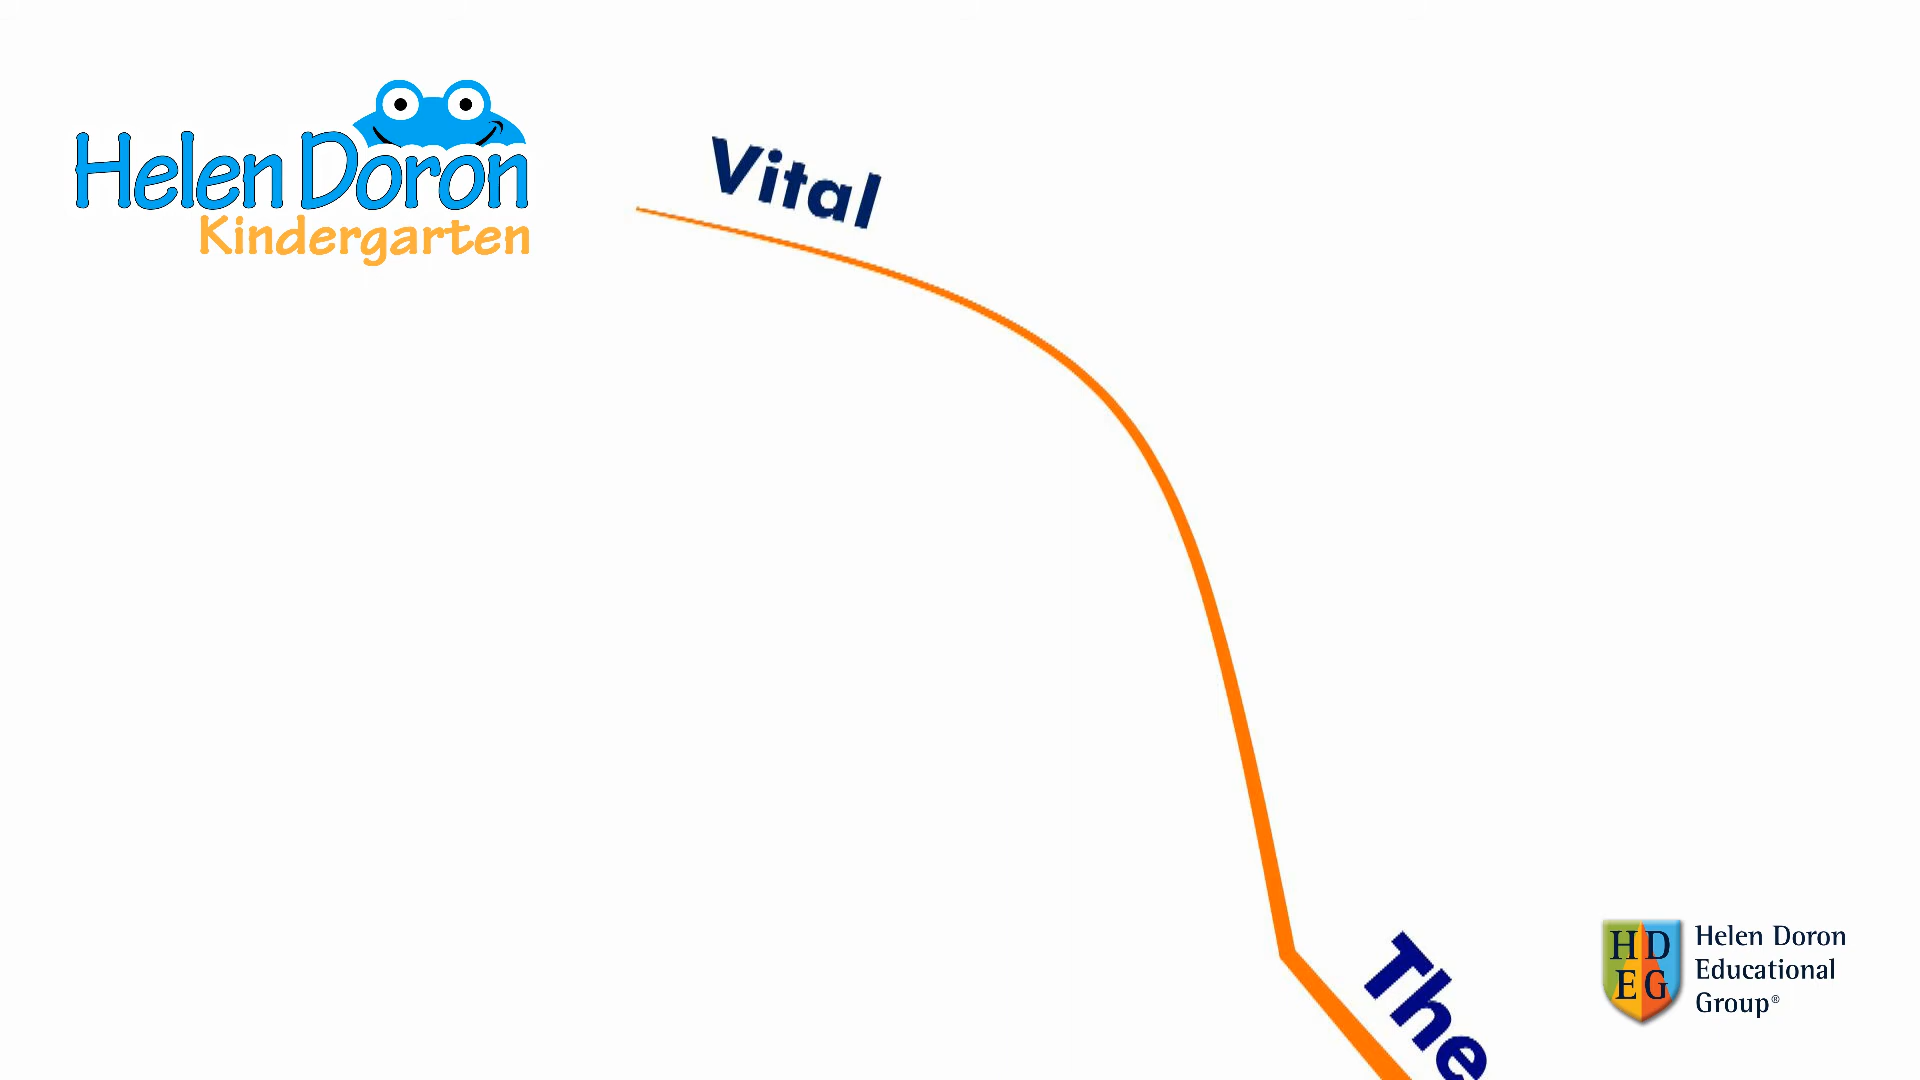 Helen Doron
Kindergarten
Vital
The
HD
EG
Helen Doron
Educational
Group®